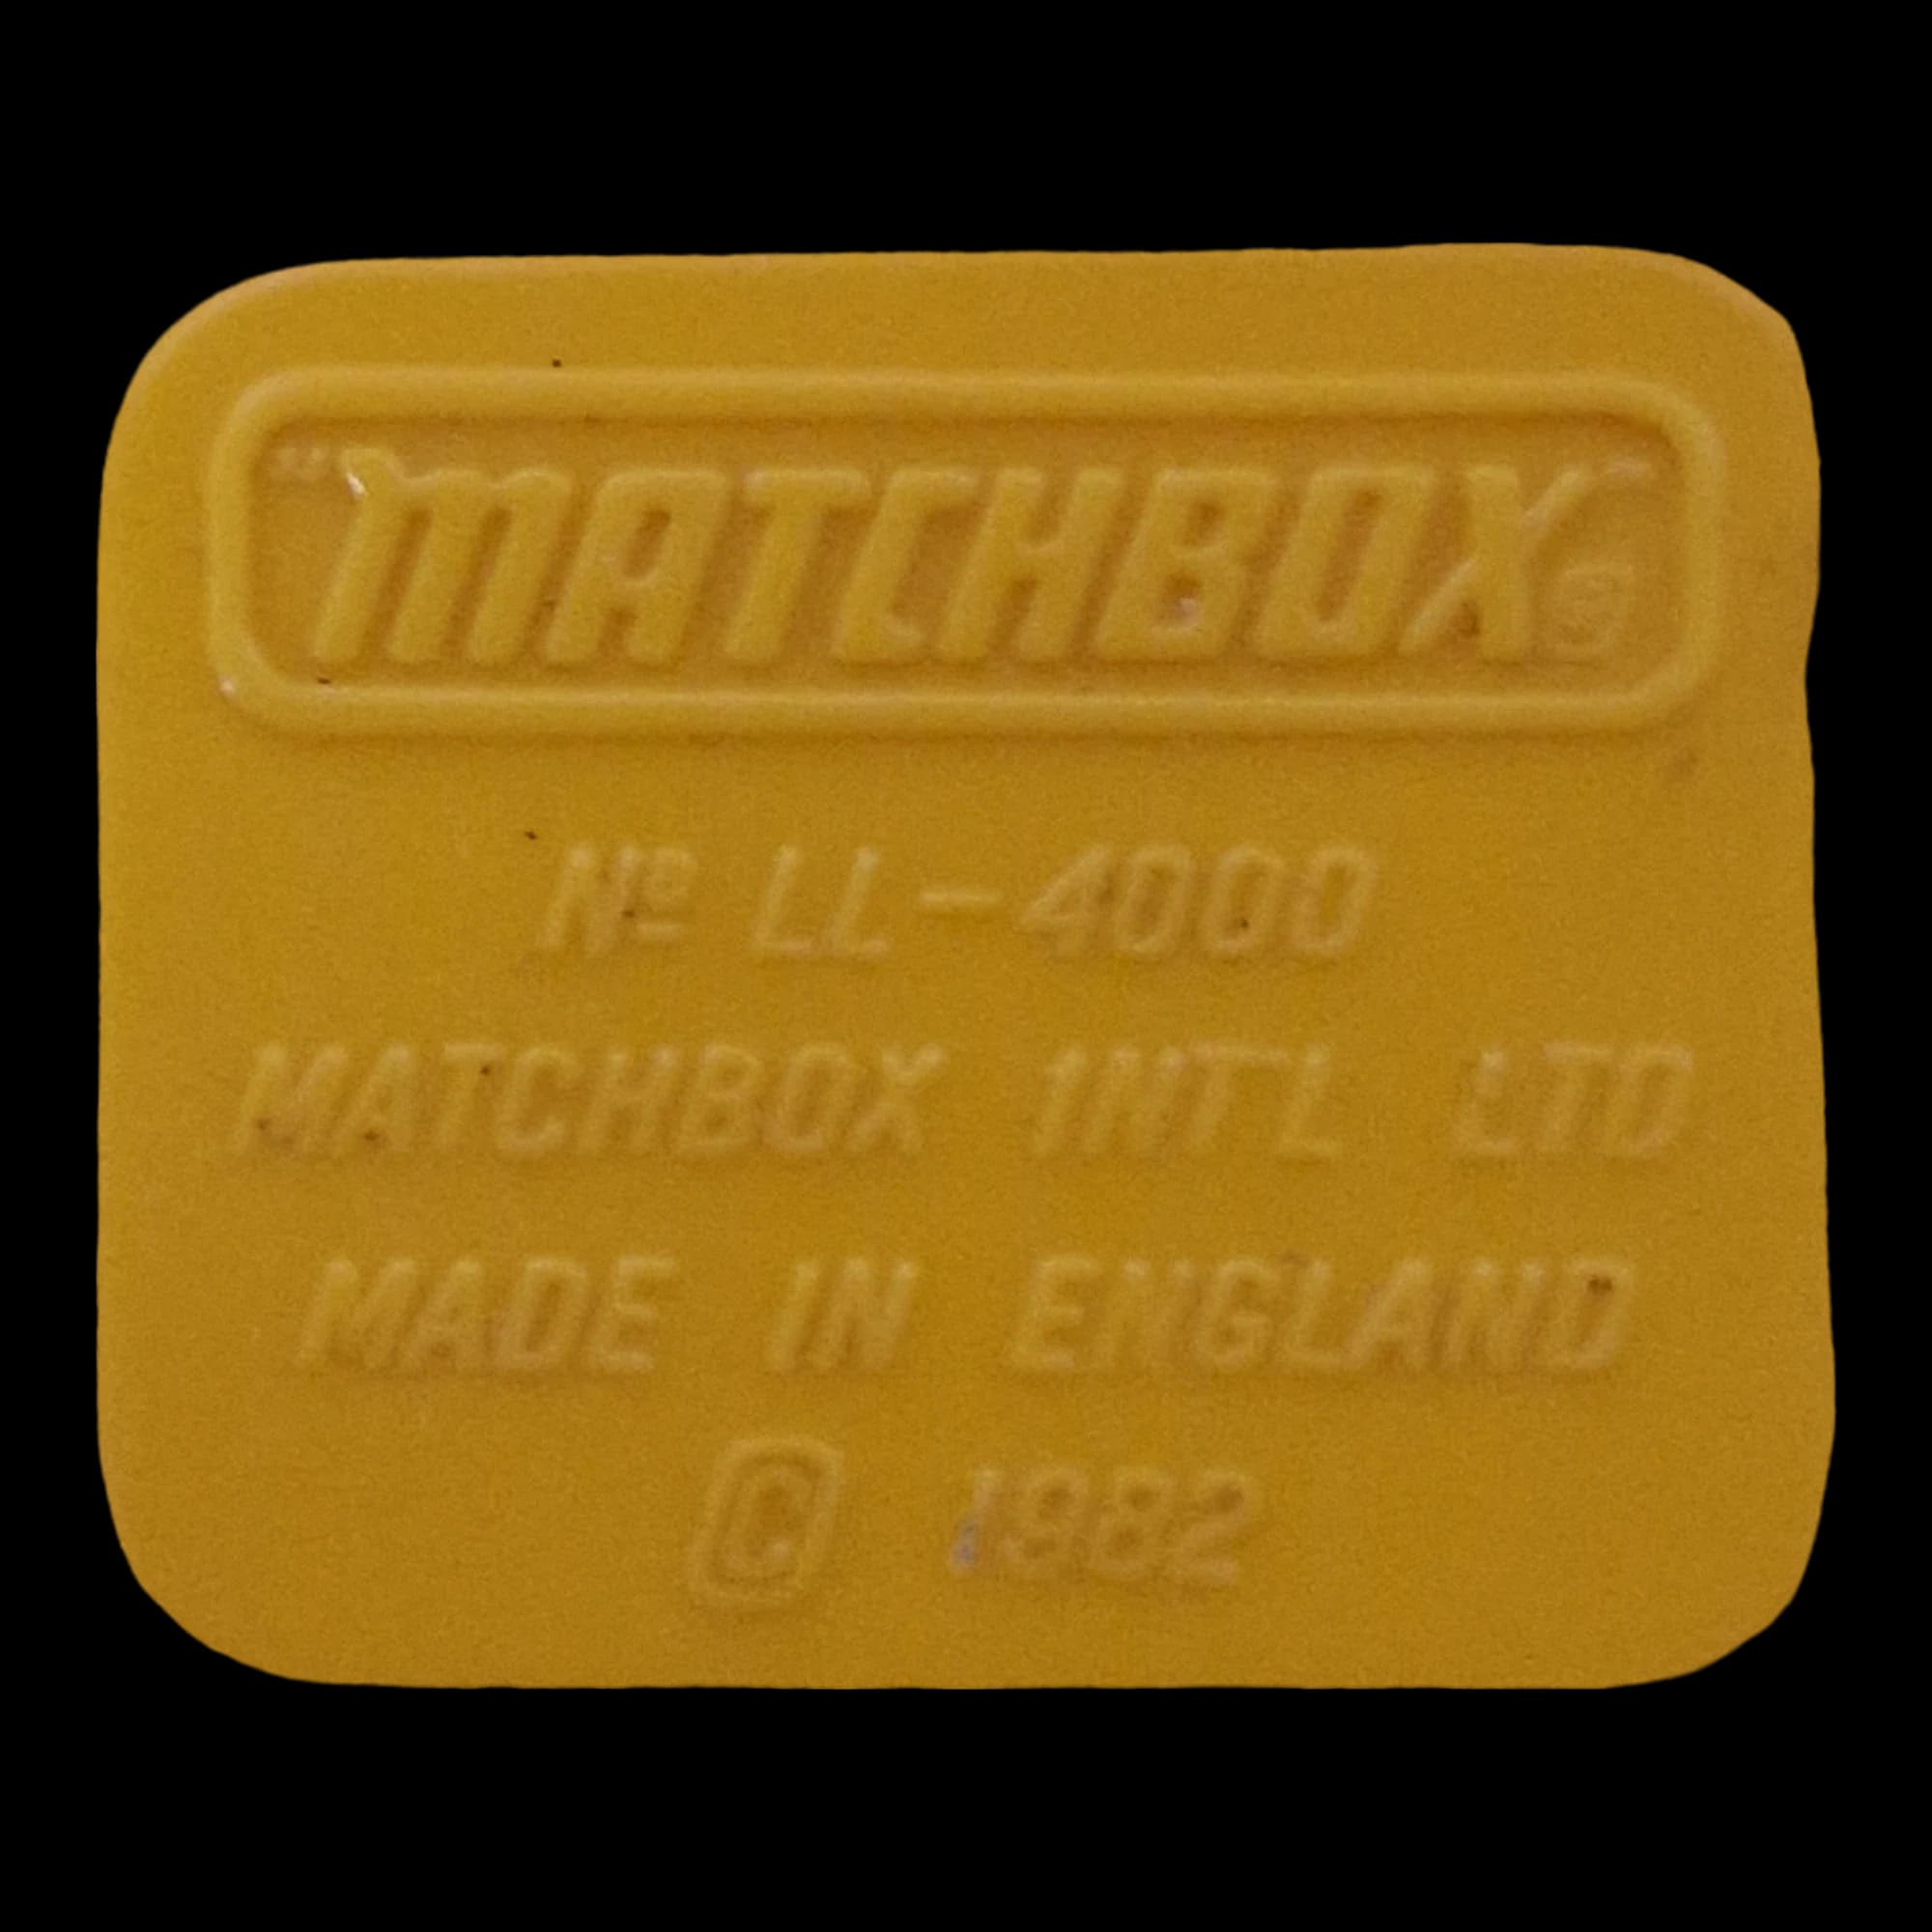 "MATCHBOX" ®
Nº LL-4000
MATCHBOX INT'L LTD
MADE IN ENGLAND
© 1982